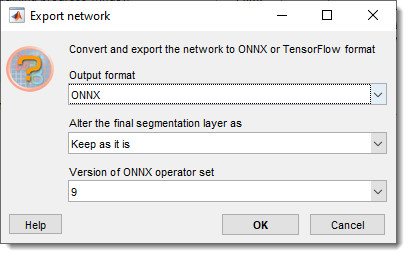 Export network
Convert and export the network to ONNX or TensorFlow format
Output format
ONNX
Alter the final segmentation layer as
Keep as it is
Version of ONNX operator set
9
Help
OK
Cancel